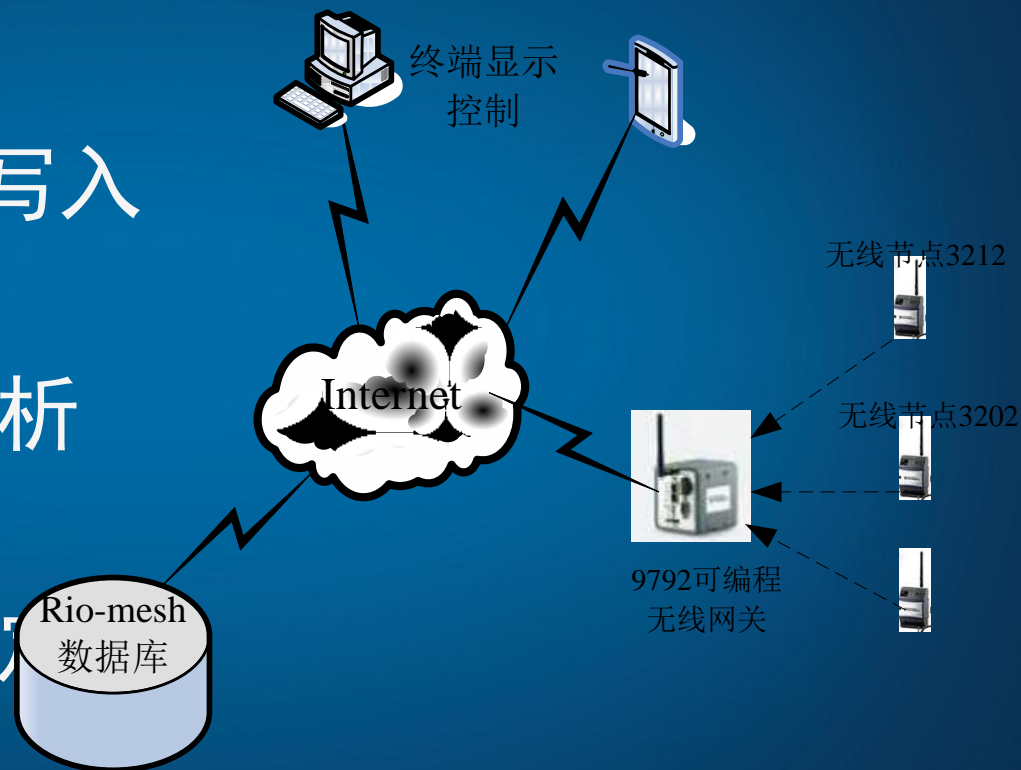 终端显示
控制
写入
无线节点3212
析
Internet
无线节点3202
9792可编程
无线网关
Rio-mesh
数据库